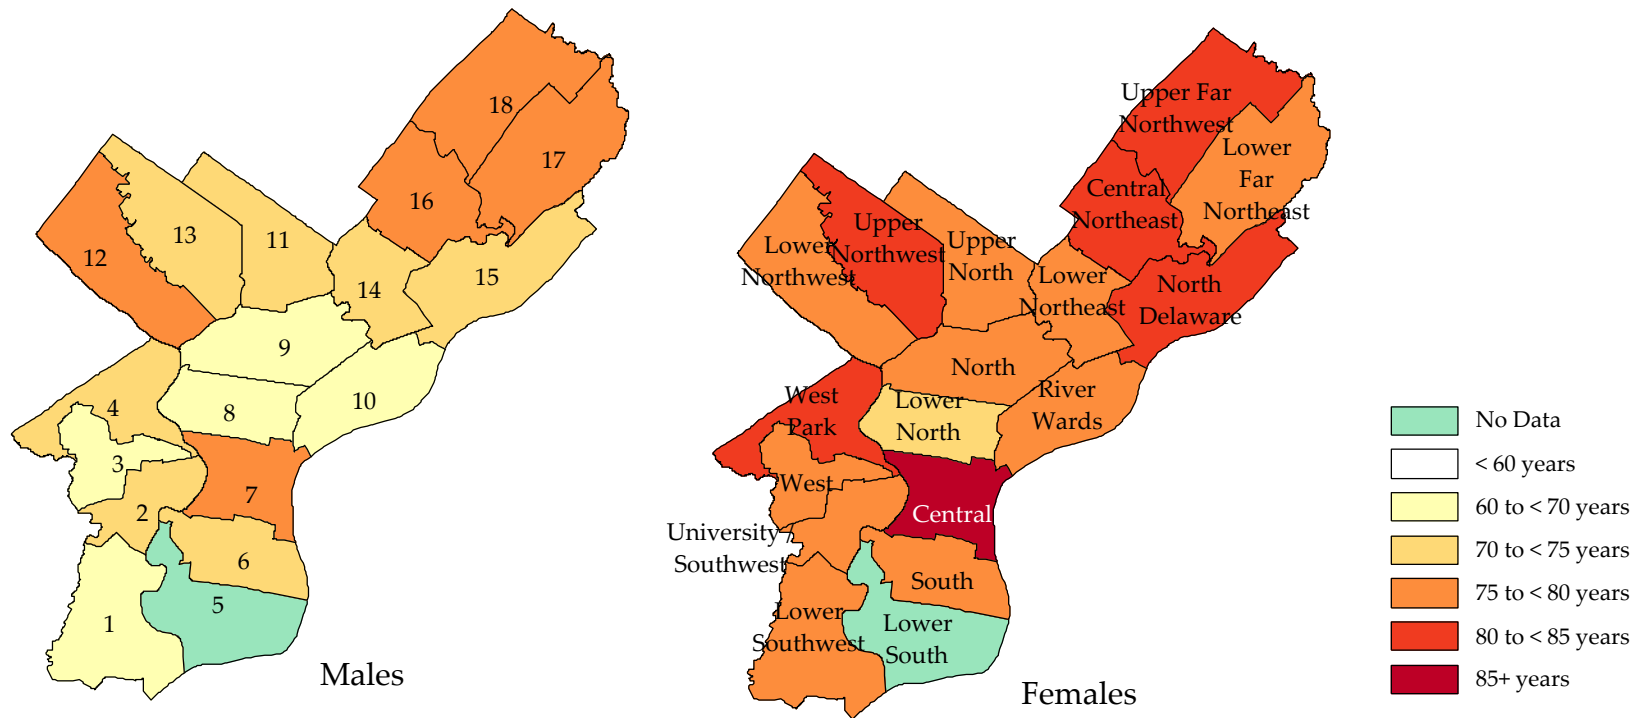 18
17
16
12
13
11
15
14
9
10
8
4
3
7
2
6
5
1
Males
Upper Far
Northwest
Lower
Far
Northeast
Central
Northeast
Upper
Northwest
Lower
Northwest
Upper
North
Lower
Northeast
North
Delaware
North
River
Wards
West
Park
Lower
North
West
Central
University /
Southwest
South
Lower
Southwest
Lower
South
Females
No Data
< 60 years
60 to < 70 years
70 to < 75 years
75 to < 80 years
80 to < 85 years
85+ years